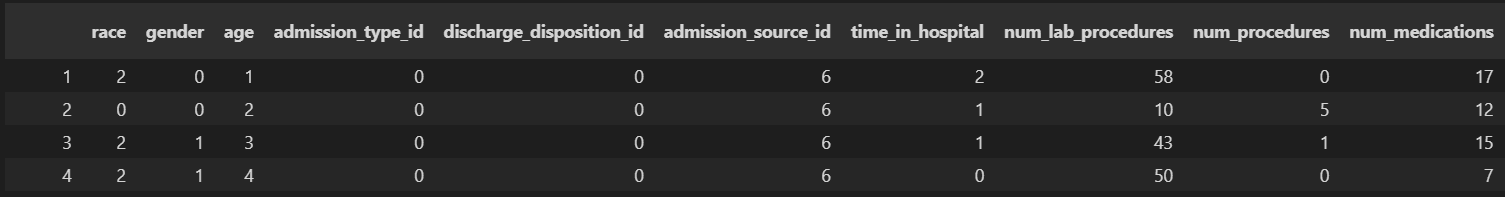 race gender age admission_type_id discharge_disposition_id admission_source_id time_in_hospital num_lab_procedures num_procedures num_medications
1 2 0 1 0 0 6 2 58 0 17
2 0 0 2 0 0 6 1 10 5 12
3 2 1 3 0 0 6 1 43 1 15
4 2 1 4 0 0 6 0 50 0 7